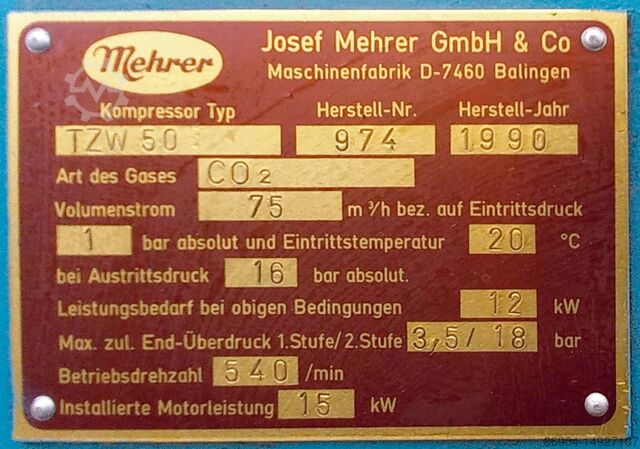 Mehrer
Josef Mehrer GmbH & Co
Maschinenfabrik D-7460 Balingen
Kompressor Typ Herstell-Nr. Herstell-Jahr
TZW 50 974 1990
Art des Gases CO2
Volumenstrom 75 m³/h bez. auf Eintrittsdruck
1 bar absolut und Eintrittstemperatur 20 °C
bei Austrittsdruck 16 bar absolut.
Leistungsbedarf bei obigen Bedingungen 12 kW
Max. zul. End-Überdruck 1.Stufe/2.Stufe 3,5/18 bar
Betriebsdrehzahl 540 /min
Installierte Motorleistung 15 kW
86904-14927197